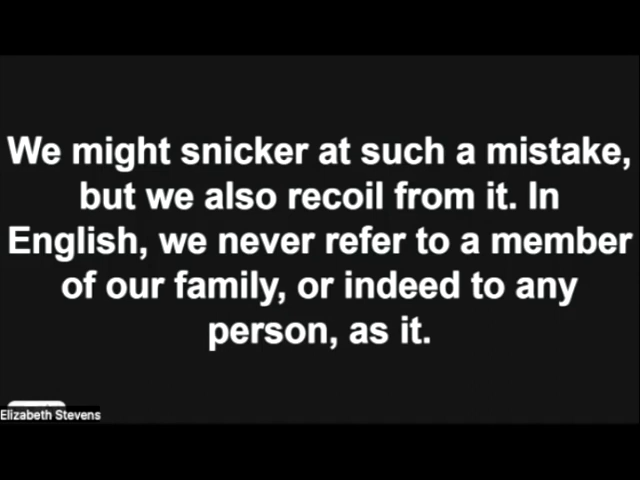 We might snicker at such a mistake,
but we also recoil from it. In
English, we never refer to a member
of our family, or indeed to any
person, as it.
Elizabeth Stevens